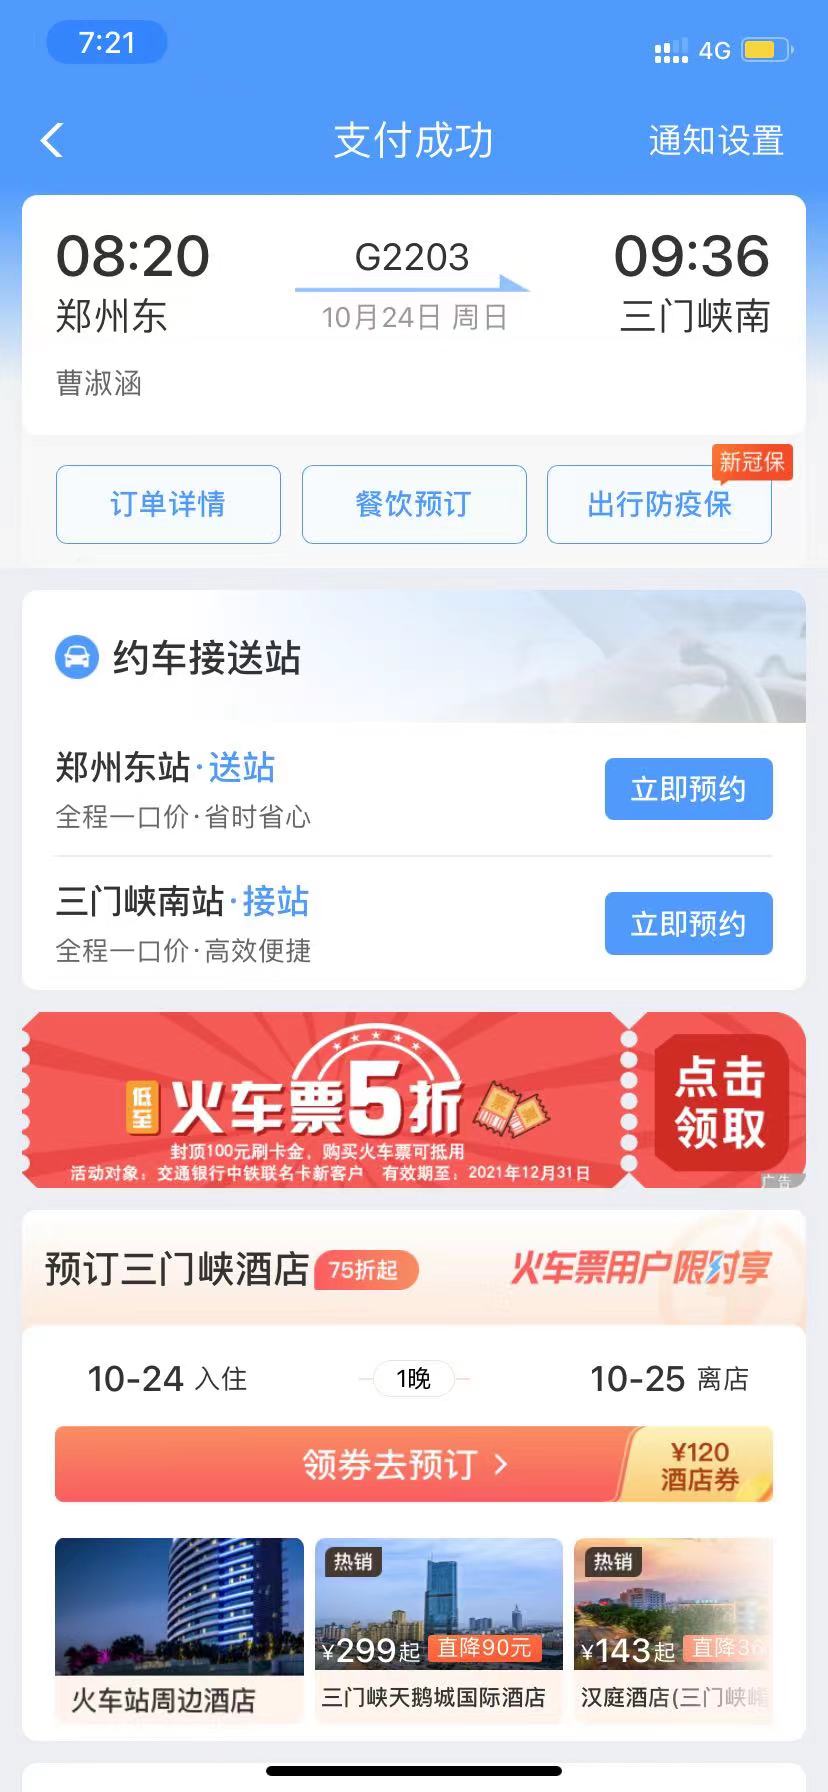 7:21
4G
支付成功
通知设置
08:20
G2203
09:36
郑州东
10月24日 周日
三门峡南
曹淑涵
新冠保
订单详情
餐饮预订
出行防疫保
约车接送站
郑州东站·送站
全程一口价·省时省心
立即预约
三门峡南站·接站
全程一口价·高效便捷
立即预约
低至
火车票5折
封顶100元刷卡金，购买火车票可抵用
活动对象：交通银行中铁联名卡新客户 有效期至：2021年12月31日
点击
领取
广告
预订三门峡酒店
75折起
火车票用户限时享
10-24 入住
1晚
10-25 离店
领券去预订
¥120
酒店券
热销
热销
¥299起
直降90元
¥143起
直降36
火车站周边酒店
三门峡天鹅城国际酒店
汉庭酒店(三门峡